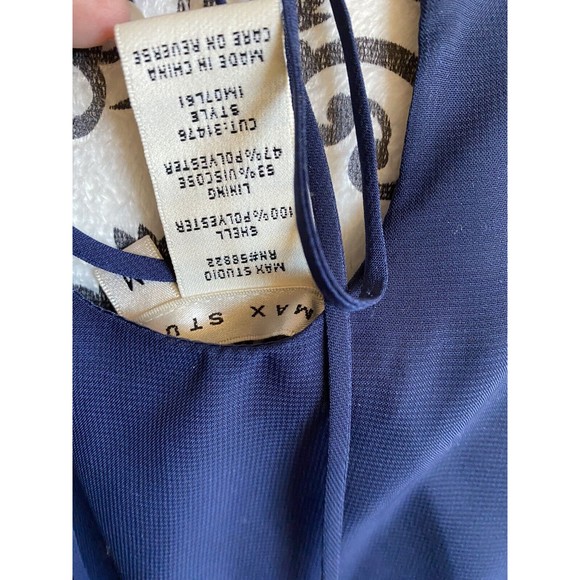 MAX STUDIO
RN#58822
SHELL
100%POLYESTER
LINING
53%VISCOSE
47%POLYESTER
CUT:31476
STYLE
1M07L61
MADE IN CHINA
CARE ON REVERSE
MAX STU
M